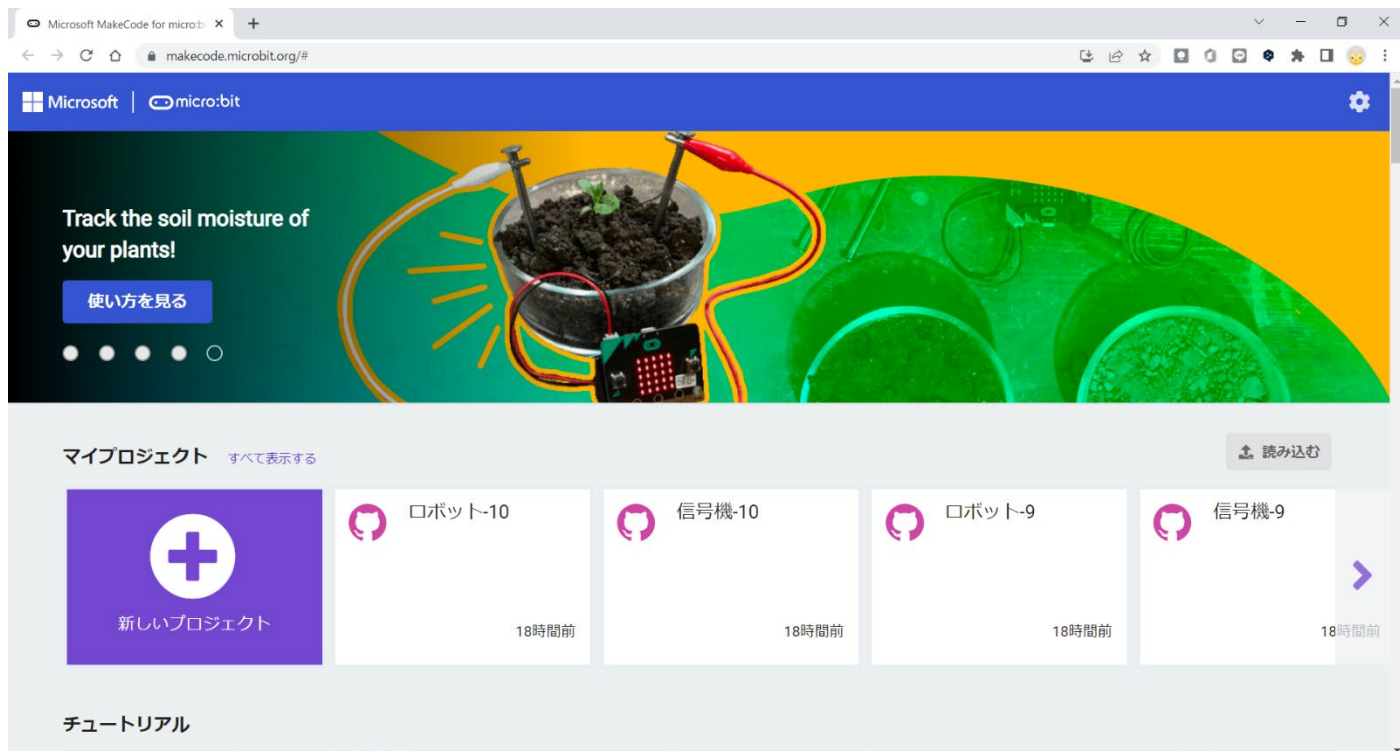 Microsoft MakeCode for micro:b
makecode.microbit.org/#
Microsoft
micro:bit
Track the soil moisture of
your plants!
使い方を見る
マイプロジェクト すべて表示する
読み込む
新しいプロジェクト
ロボット-10
18時間前
信号機-10
18時間前
ロボット-9
18時間前
信号機-9
18時間前
チュートリアル